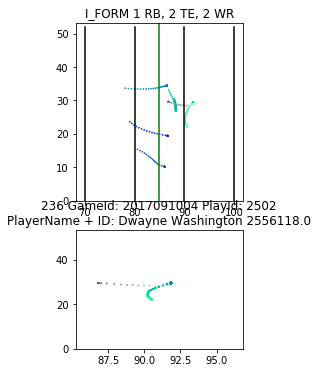 I_FORM 1 RB, 2 TE, 2 WR
50
40
30
20
10
0
70 80 90 100
236 GameId: 2017091004 PlayId: 2502
PlayerName + ID: Dwayne Washington 2556118.0
40
20
0
87.5 90.0 92.5 95.0